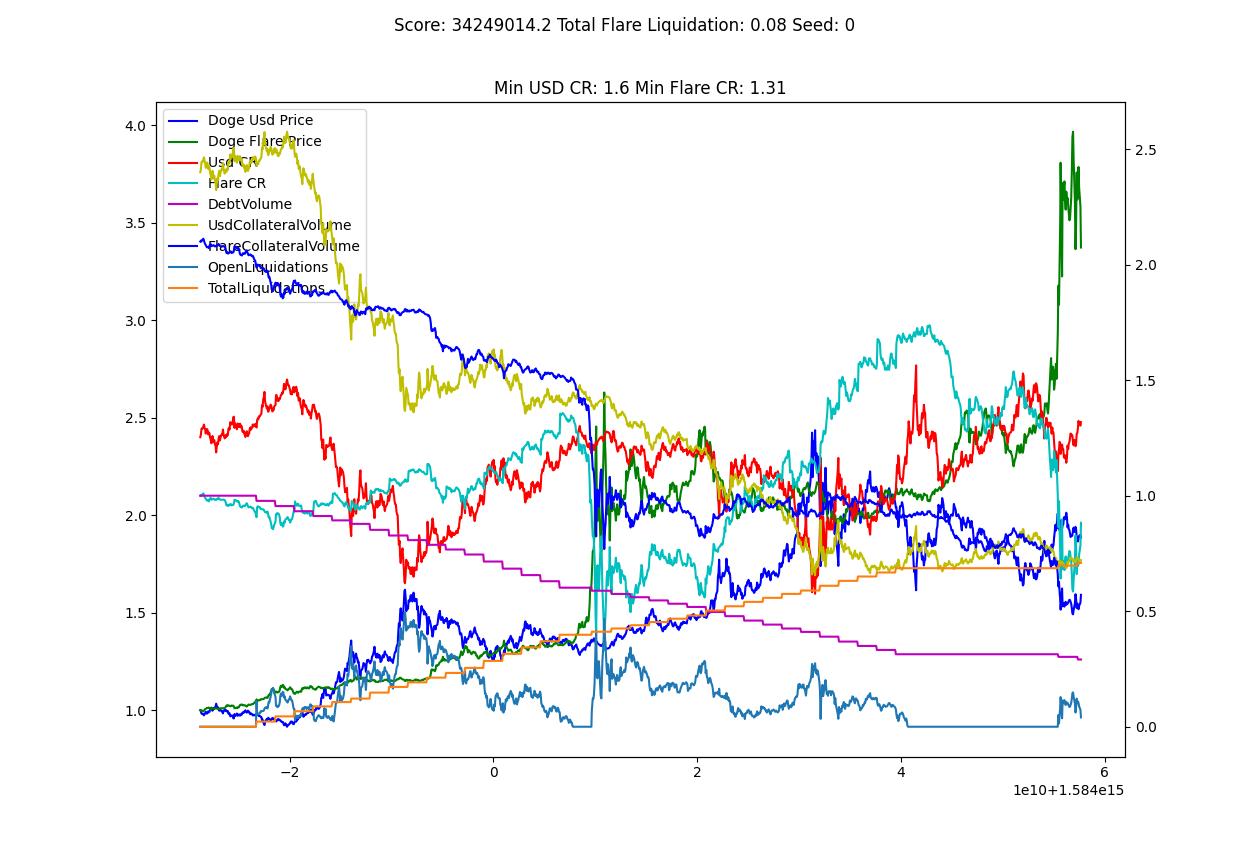 Score: 34249014.2 Total Flare Liquidation: 0.08 Seed: 0
Min USD CR: 1.6 Min Flare CR: 1.31
Doge Usd Price
Doge Flare Price
Usd CR
Flare CR
DebtVolume
UsdCollateralVolume
FlareCollateralVolume
OpenLiquidations
TotalLiquidations
4.0
3.5
3.0
2.5
2.0
1.5
1.0
2.5
2.0
1.5
1.0
0.5
0.0
−2
0
2
4
6
1e10+1.584e15